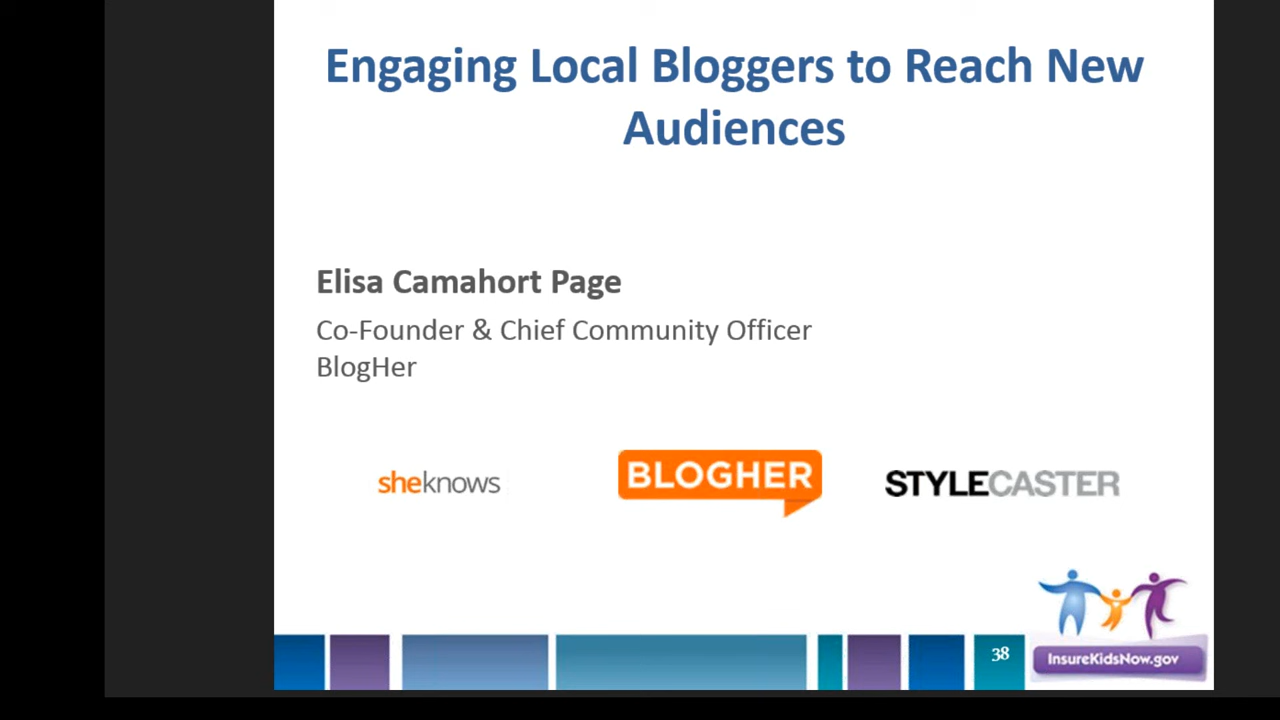 Engaging Local Bloggers to Reach New
Audiences
Elisa Camahort Page
Co-Founder & Chief Community Officer
BlogHer
sheknows
BLOGHER
STYLECASTER
38
InsureKidsNow.gov